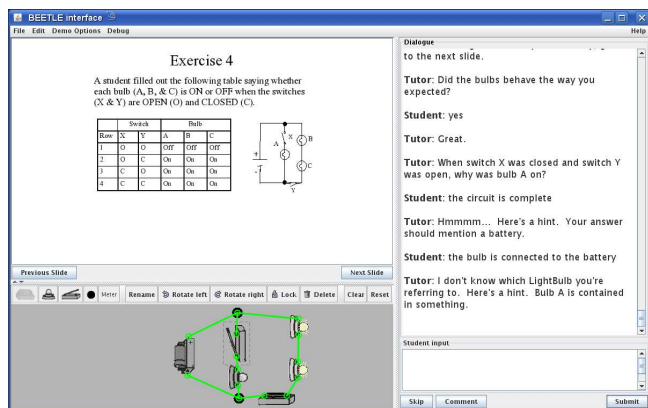 BEETLE interface
File Edit Demo Options Debug Help
Exercise 4
A student filled out the following table saying whether
each bulb (A, B, & C) is ON or OFF when the switches
(X & Y) are OPEN (O) and CLOSED (C).
Switch Bulb
Row X Y A B C
1 O O Off Off Off
2 O C On On On
3 C O On On On
4 C C On On On
X
A B
+
-
C
Y
Previous Slide Next Slide
Meter Rename Rotate left Rotate right Lock Delete Clear Reset
Dialogue
to the next slide.
Tutor: Did the bulbs behave the way you
expected?
Student: yes
Tutor: Great.
Tutor: When switch X was closed and switch Y
was open, why was bulb A on?
Student: the circuit is complete
Tutor: Hmmmm... Here's a hint. Your answer
should mention a battery.
Student: the bulb is connected to the battery
Tutor: I don't know which LightBulb you're
referring to. Here's a hint. Bulb A is contained
in something.
Student input
Skip Comment Submit